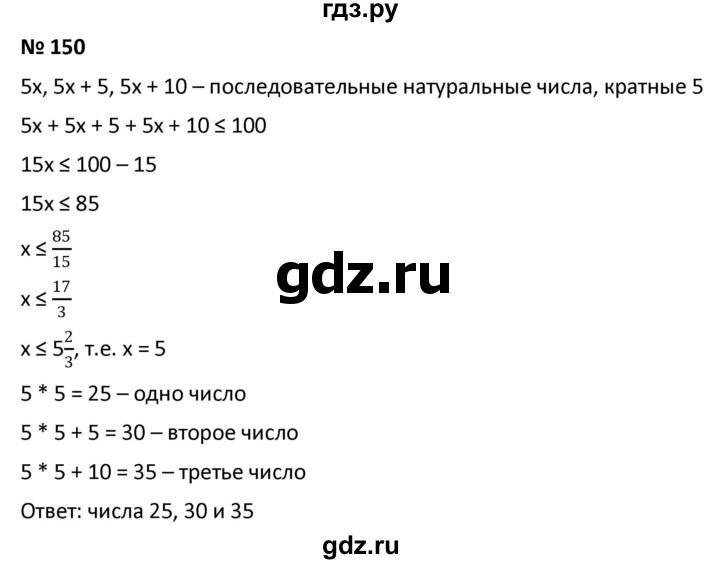 гдз.ру
№ 150
5x, 5x + 5, 5x + 10 – последовательные натуральные числа, кратные 5
5x + 5x + 5 + 5x + 10 ≤ 100
15x ≤ 100 – 15
15x ≤ 85
x ≤ 85/15
x ≤ 17/3
x ≤ 5 2/3, т.е. x = 5
5 * 5 = 25 – одно число
5 * 5 + 5 = 30 – второе число
5 * 5 + 10 = 35 – третье число
Ответ: числа 25, 30 и 35
gdz.ru
gdz.ru